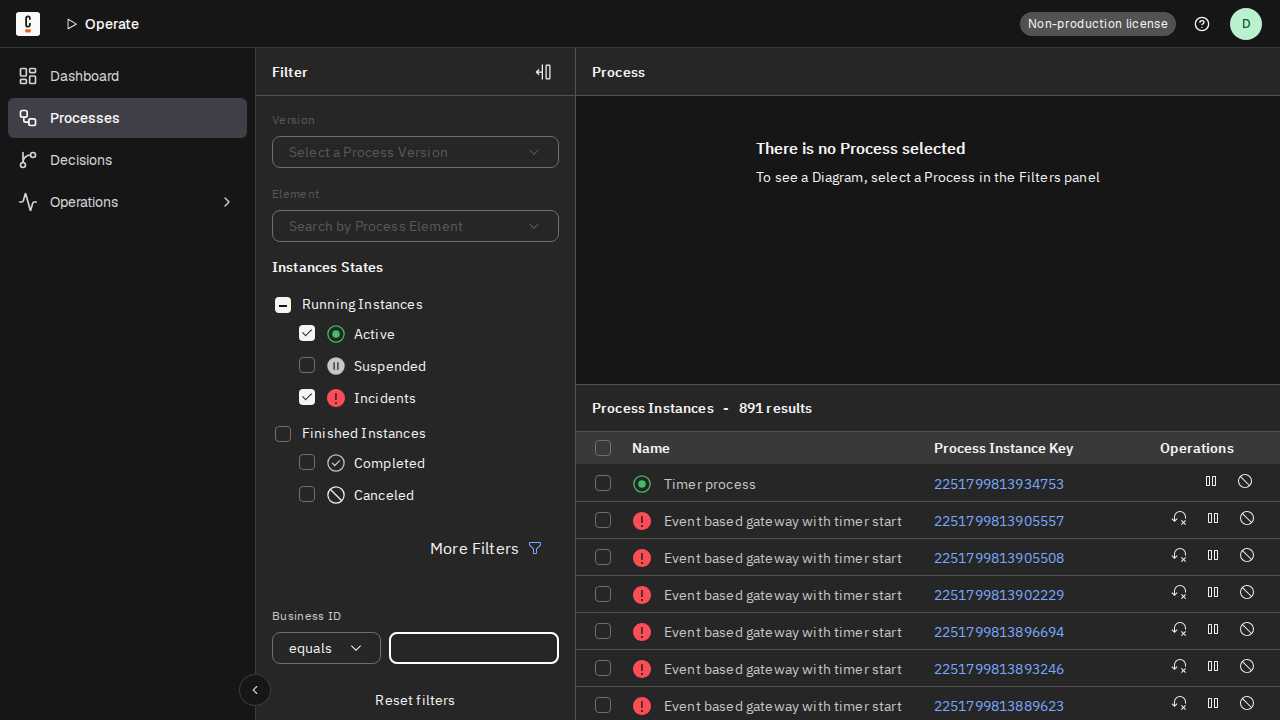 Operate
Non-production license
D
Dashboard
Processes
Decisions
Operations
Filter
Version
Select a Process Version
Element
Search by Process Element
Instances States
Running Instances
Active
Suspended
Incidents
Finished Instances
Completed
Canceled
More Filters
Business ID
equals
Reset filters
Process
There is no Process selected
To see a Diagram, select a Process in the Filters panel
Process Instances - 891 results
Name Process Instance Key Operations
Timer process 2251799813934753
Event based gateway with timer start 2251799813905557
Event based gateway with timer start 2251799813905508
Event based gateway with timer start 2251799813902229
Event based gateway with timer start 2251799813896694
Event based gateway with timer start 2251799813893246
Event based gateway with timer start 2251799813889623